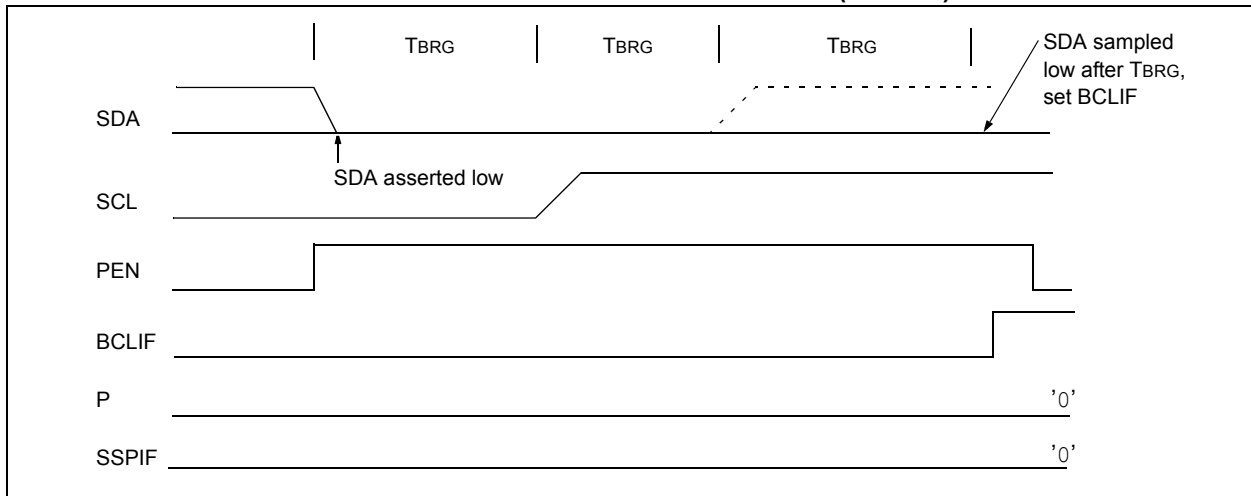 TBRG TBRG TBRG
SDA sampled
low after TBRG,
set BCLIF
SDA
SDA asserted low
SCL
PEN
BCLIF
P '0'
SSPIF '0'